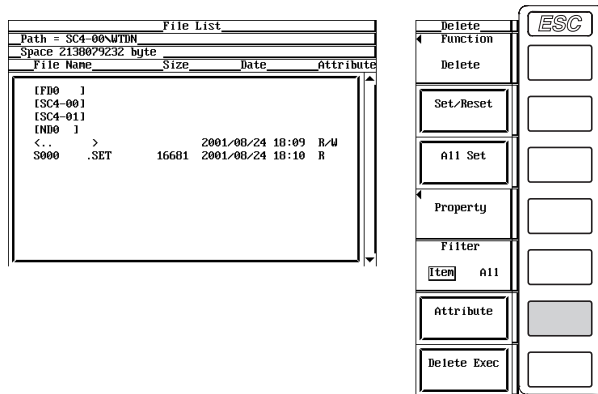 File List
Path = SC4-00\WTDN
Space 2138079232 byte
File Name Size Date Attribute
[FD0 ]
[SC4-00]
[SC4-01]
[ND0 ]
<.. > 2001/08/24 18:09 R/W
S000 .SET 16681 2001/08/24 18:10 R
Delete
Function
Delete
Set/Reset
All Set
Property
Filter
Item All
Attribute
Delete Exec
ESC